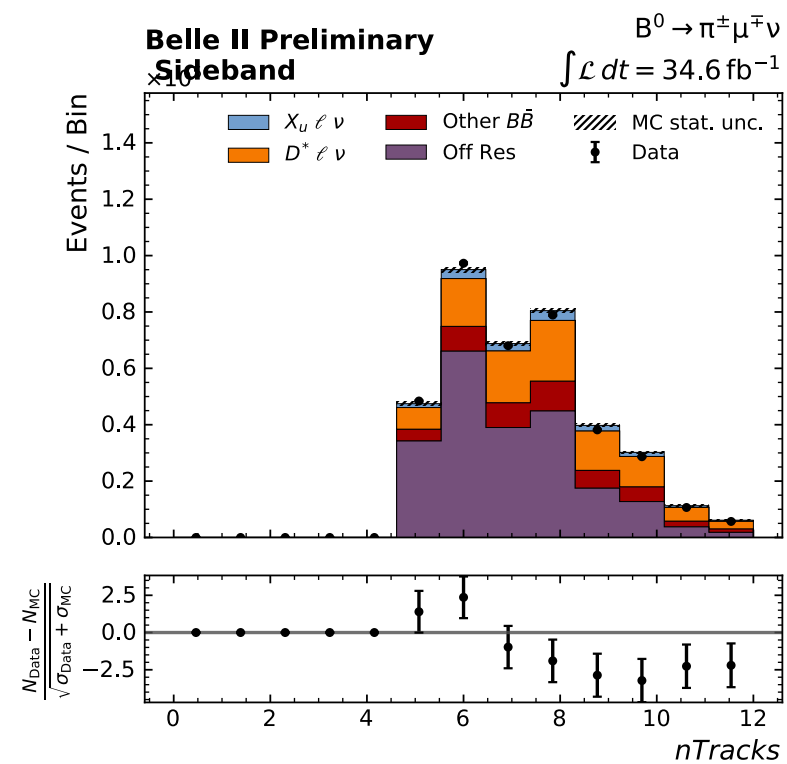 Belle II Preliminary
Sideband
B⁰ → π±μ∓ν
∫ℒ dt = 34.6 fb⁻¹
Events / Bin
X_u ℓ ν
D* ℓ ν
Other BB̄
Off Res
MC stat. unc.
Data
1.4
1.2
1.0
0.8
0.6
0.4
0.2
0.0
N_Data − N_MC
√σ_Data + σ_MC
2.5
0.0
−2.5
0 2 4 6 8 10 12
nTracks